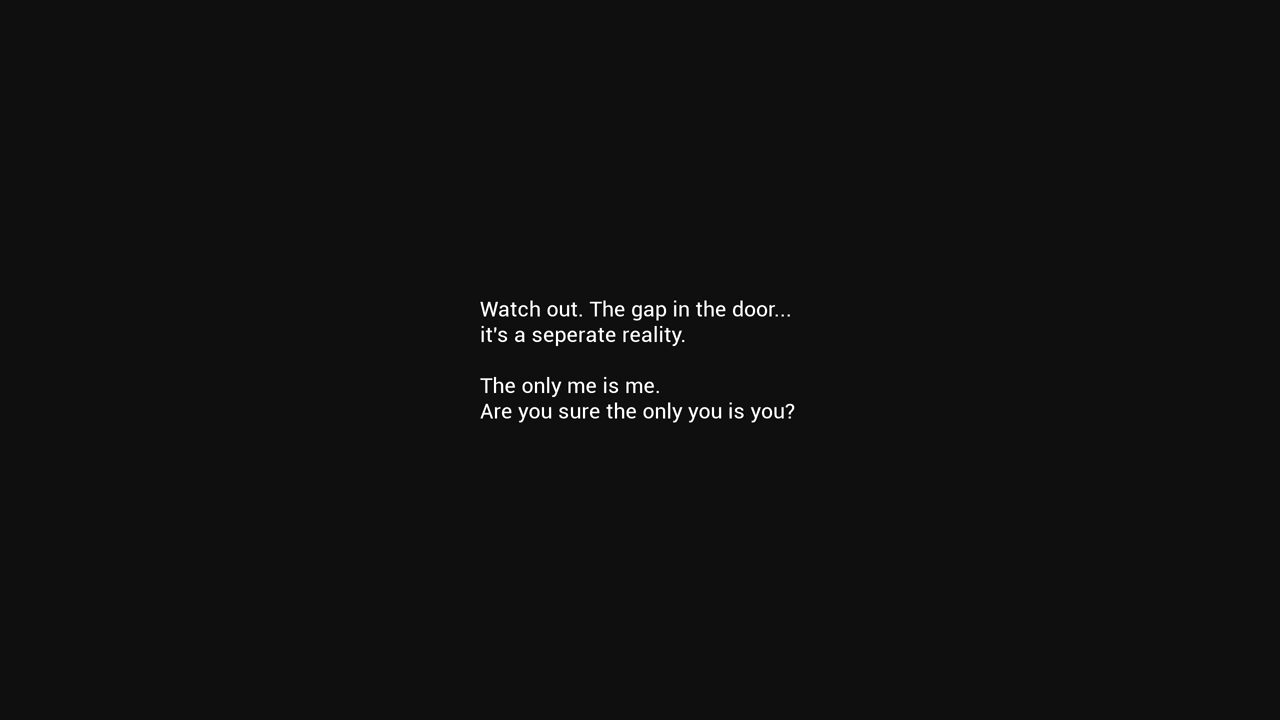 Watch out. The gap in the door...
it's a seperate reality.
The only me is me.
Are you sure the only you is you?